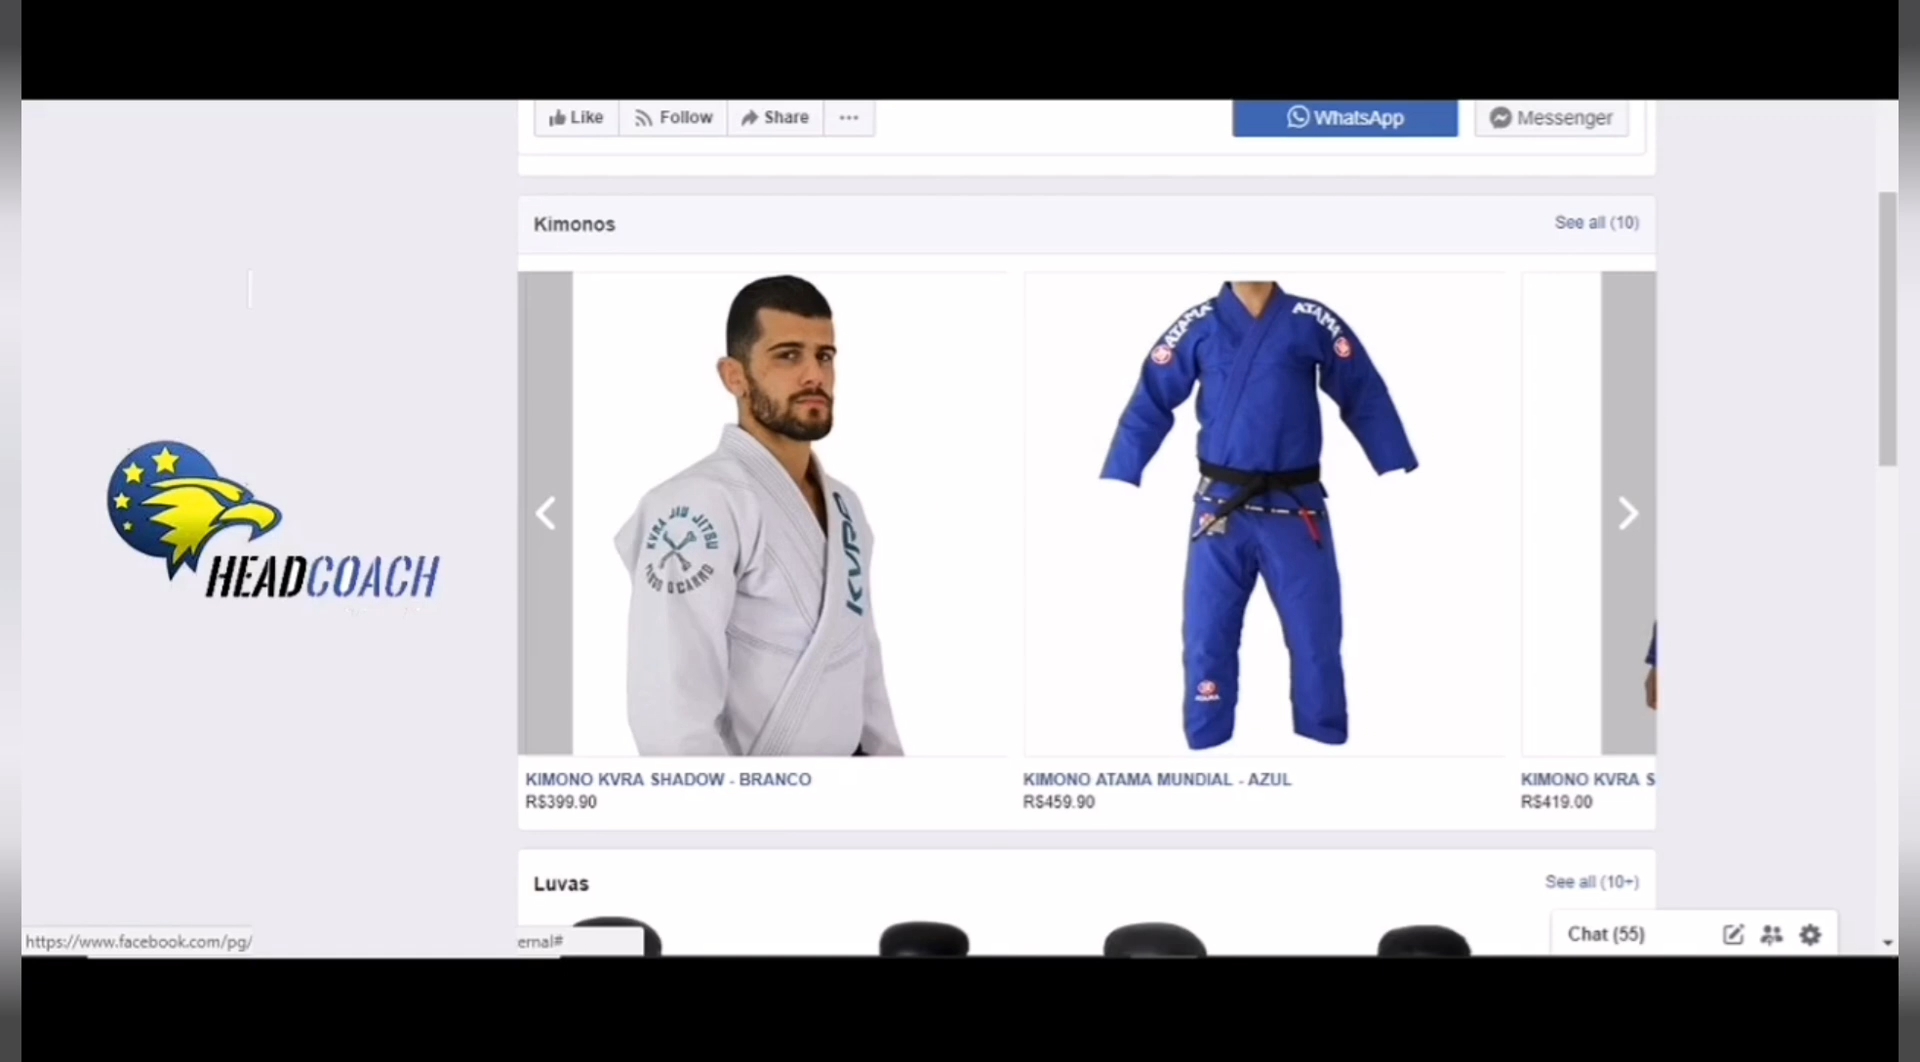 Like
Follow
Share
WhatsApp
Messenger
Kimonos
See all (10)
KVRA JIU JITSU
KVRA
ATAMA
ATAMA
ATAMA
HEADCOACH
KIMONO KVRA SHADOW - BRANCO
R$399.90
KIMONO ATAMA MUNDIAL - AZUL
R$459.90
KIMONO KVRA S
R$419.00
Luvas
See all (10+)
https://www.facebook.com/pg/
ernal#
Chat (55)